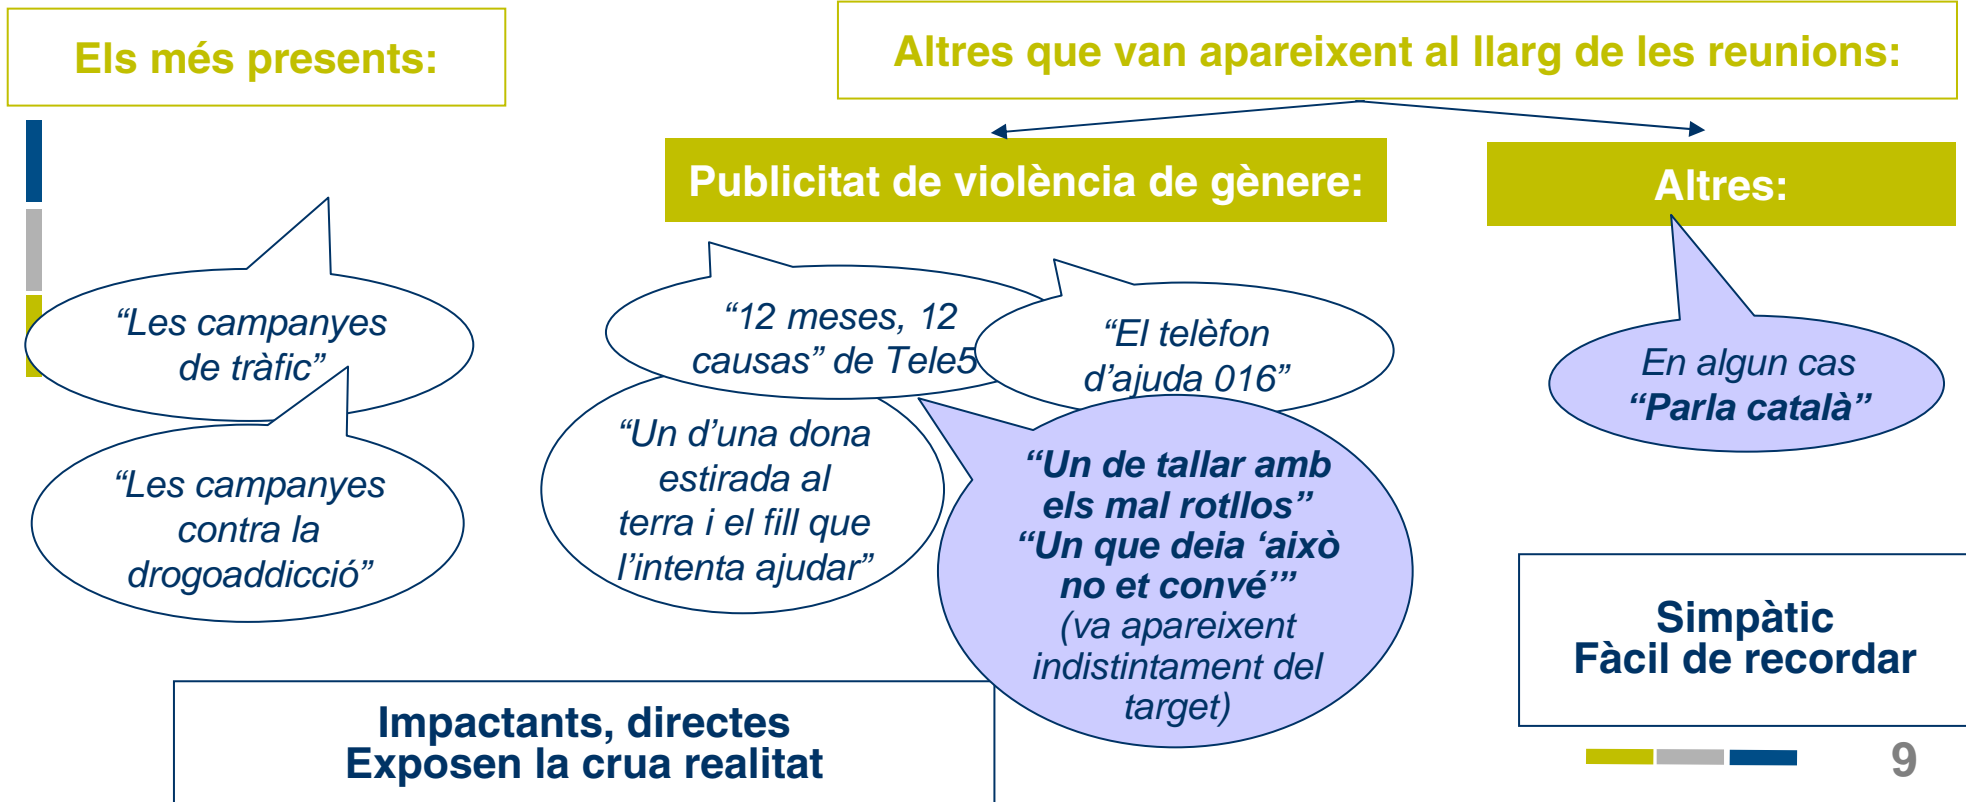 Els més presents:
Altres que van apareixent al llarg de les reunions:
Publicitat de violència de gènere:
Altres:
“Les campanyes
de tràfic”
“Les campanyes
contra la
drogoaddicció”
“12 meses, 12
causas” de Tele5
“El telèfon
d’ajuda 016”
“Un d’una dona
estirada al
terra i el fill que
l’intenta ajudar”
“Un de tallar amb
els mal rotllos”
“Un que deia ‘això
no et convé’”
(va apareixent
indistintament del
target)
En algun cas
“Parla català”
Impactants, directes
Exposen la crua realitat
Simpàtic
Fàcil de recordar
9